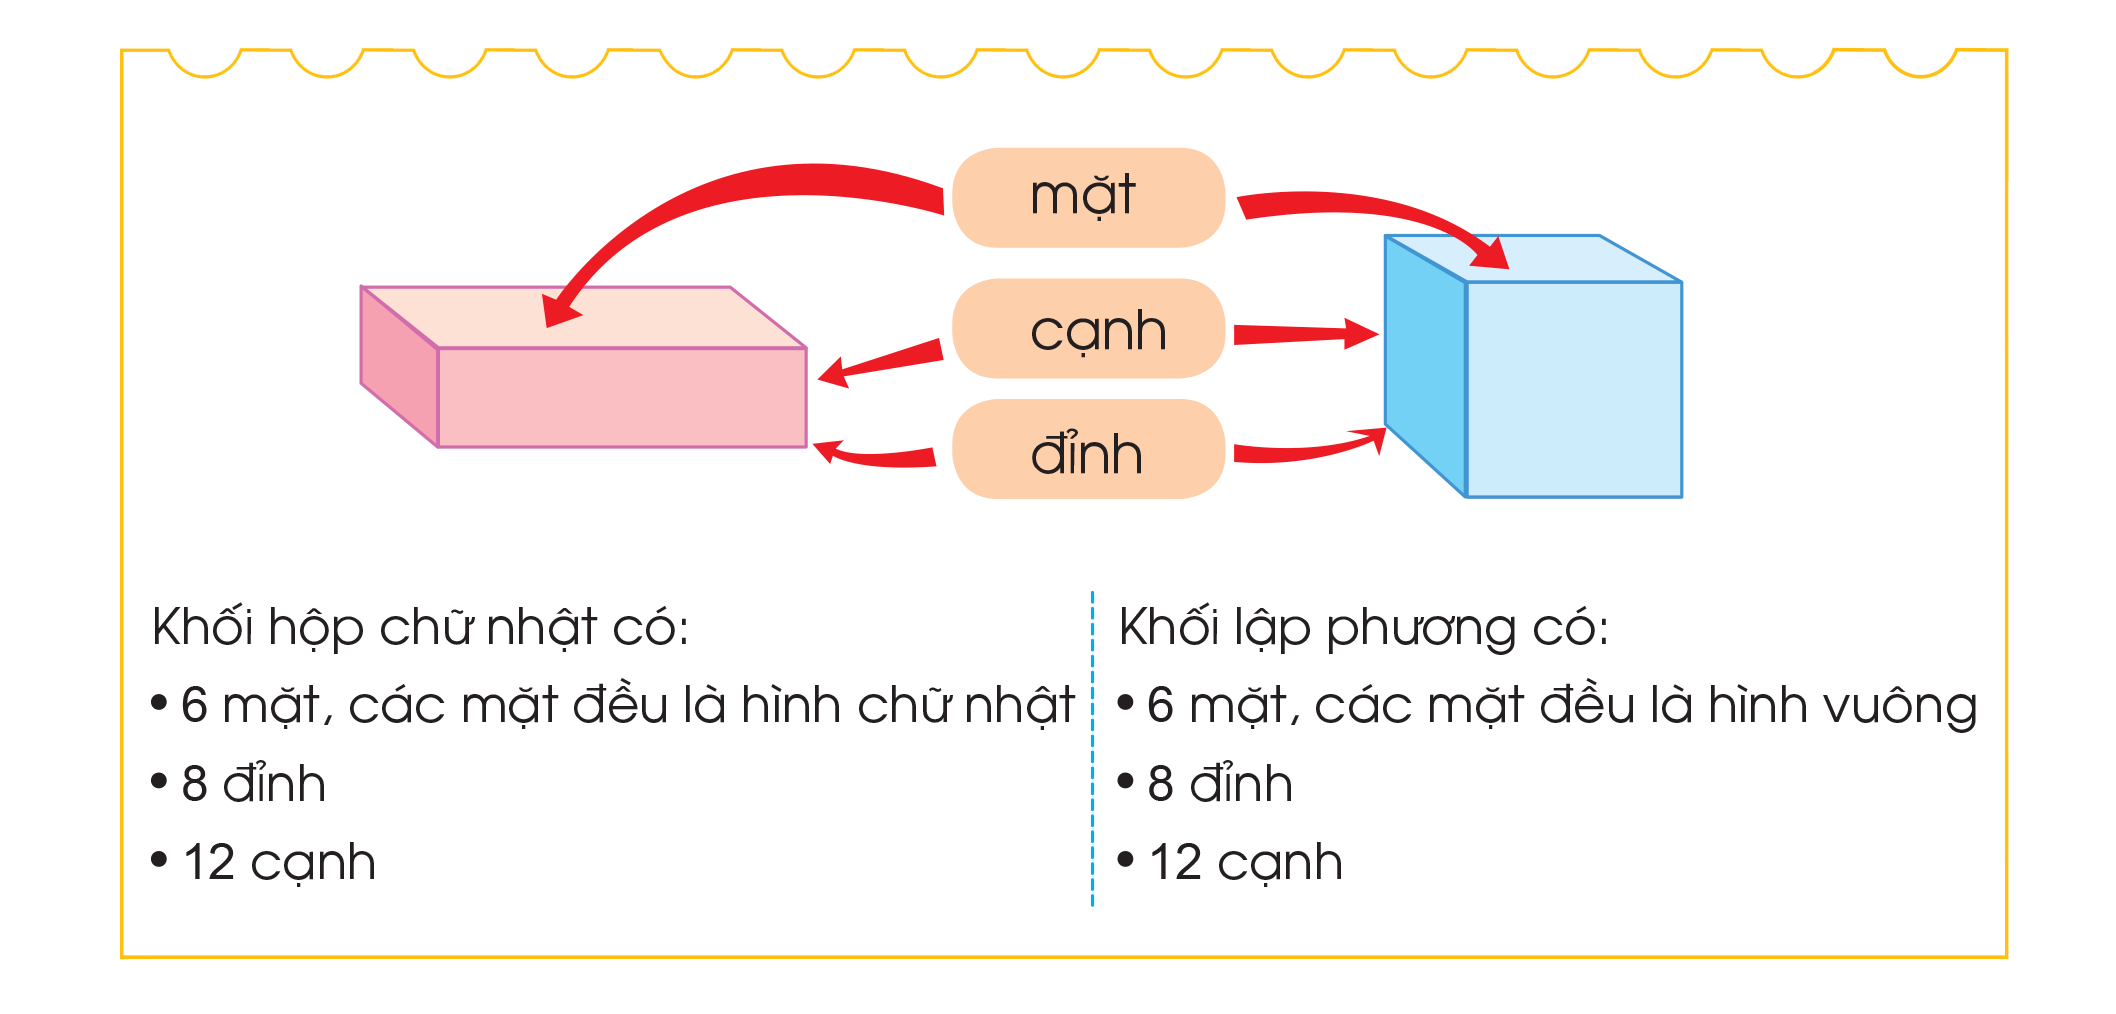 mặt
cạnh
đỉnh
Khối hộp chữ nhật có:
• 6 mặt, các mặt đều là hình chữ nhật
• 8 đỉnh
• 12 cạnh
Khối lập phương có:
• 6 mặt, các mặt đều là hình vuông
• 8 đỉnh
• 12 cạnh